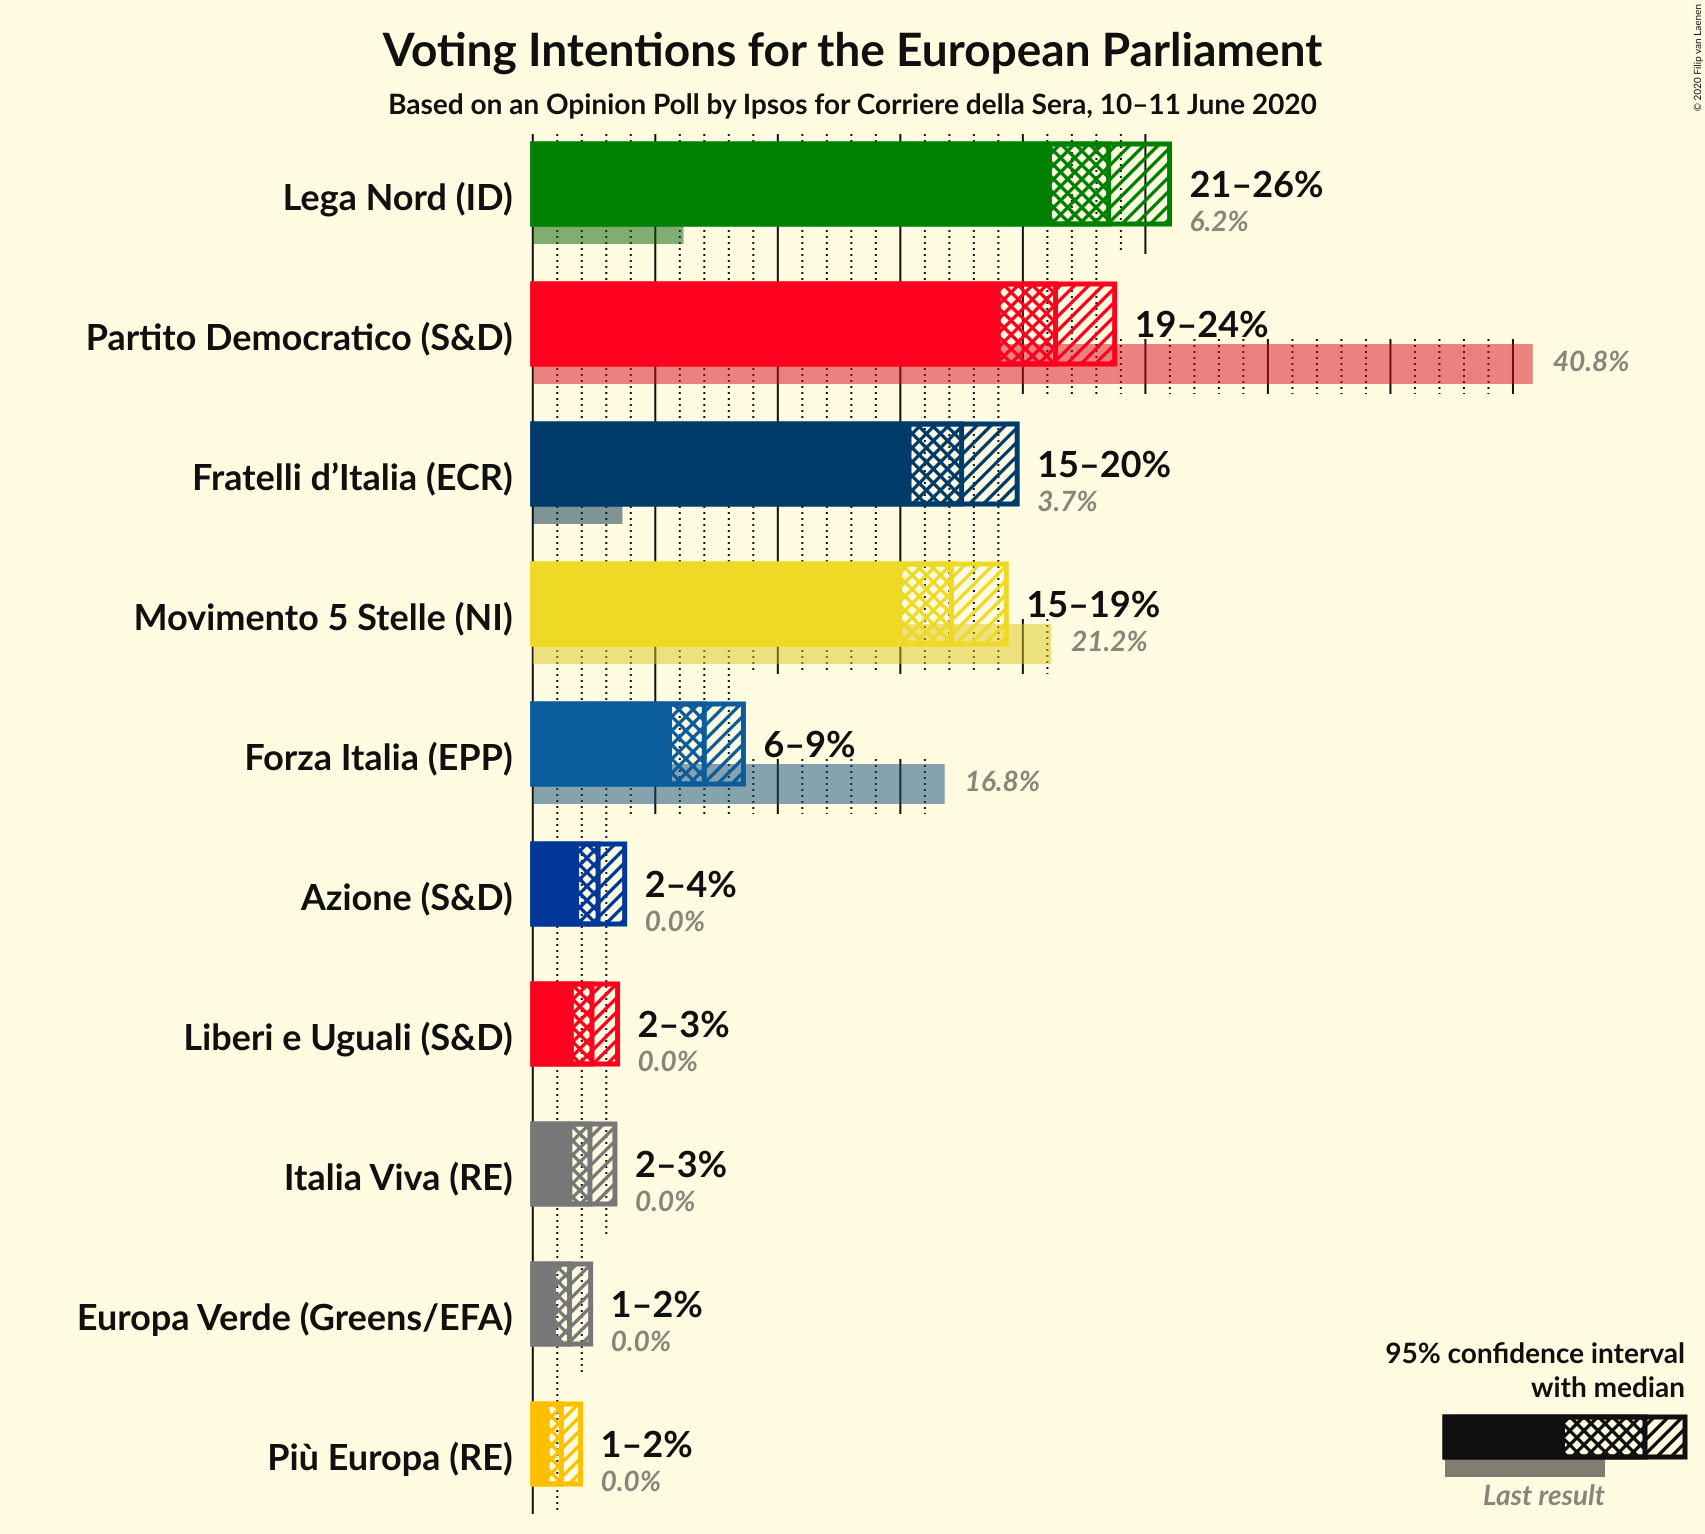 Voting Intentions for the European Parliament
Based on an Opinion Poll by Ipsos for Corriere della Sera, 10–11 June 2020
© 2020 Filip van Laenen
Lega Nord (ID)
21–26%
6.2%
Partito Democratico (S&D)
19–24%
40.8%
Fratelli d’Italia (ECR)
15–20%
3.7%
Movimento 5 Stelle (NI)
15–19%
21.2%
Forza Italia (EPP)
6–9%
16.8%
Azione (S&D)
2–4%
0.0%
Liberi e Uguali (S&D)
2–3%
0.0%
Italia Viva (RE)
2–3%
0.0%
Europa Verde (Greens/EFA)
1–2%
0.0%
Più Europa (RE)
1–2%
0.0%
95% confidence interval
with median
Last result